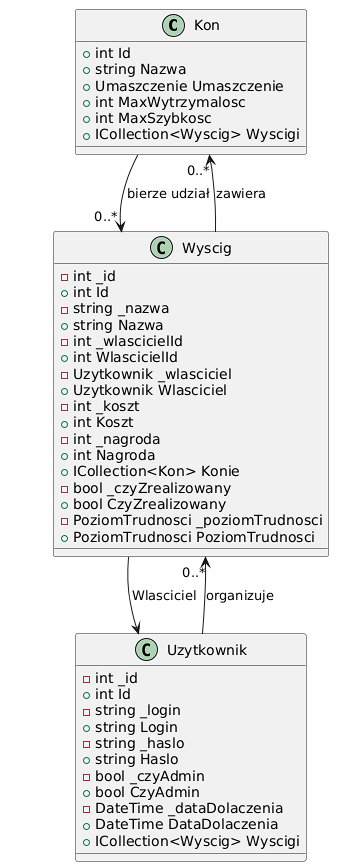 C Kon
int Id
string Nazwa
Umaszczenie Umaszczenie
int MaxWytrzymalosc
int MaxSzybkosc
ICollection<Wyscig> Wyscigi
0..*
bierze udział zawiera
0..*
C Wyscig
int _id
int Id
string _nazwa
string Nazwa
int _wlascicielId
int WlascicielId
Uzytkownik _wlasciciel
Uzytkownik Wlasciciel
int _koszt
int Koszt
int _nagroda
int Nagroda
ICollection<Kon> Konie
bool _czyZrealizowany
bool CzyZrealizowany
PoziomTrudnosci _poziomTrudnosci
PoziomTrudnosci PoziomTrudnosci
0..*
Wlasciciel organizuje
C Uzytkownik
int _id
int Id
string _login
string Login
string _haslo
string Haslo
bool _czyAdmin
bool CzyAdmin
DateTime _dataDolaczenia
DateTime DataDolaczenia
ICollection<Wyscig> Wyscigi